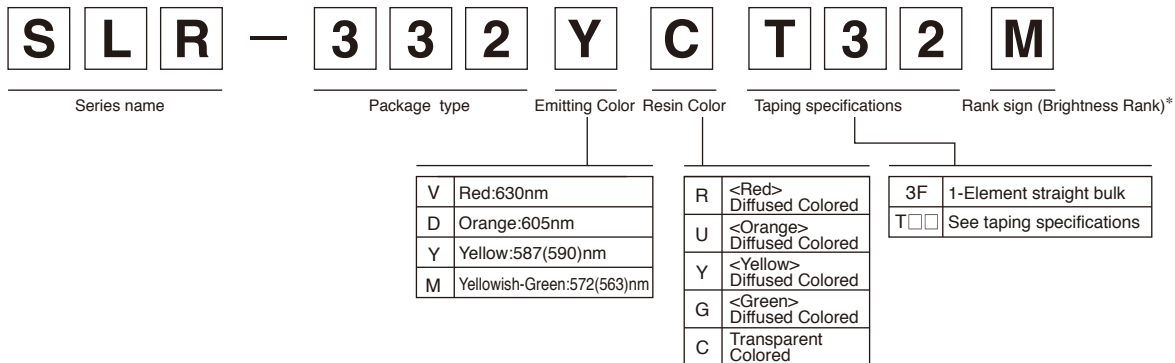 S L R — 3 3 2 Y C T 3 2 M
Series name Package type Emitting Color Resin Color Taping specifications Rank sign (Brightness Rank)*
V Red:630nm
D Orange:605nm
Y Yellow:587(590)nm
M Yellowish-Green:572(563)nm
R <Red>
Diffused Colored
U <Orange>
Diffused Colored
Y <Yellow>
Diffused Colored
G <Green>
Diffused Colored
C Transparent
Colored
3F 1-Element straight bulk
T□□ See taping specifications